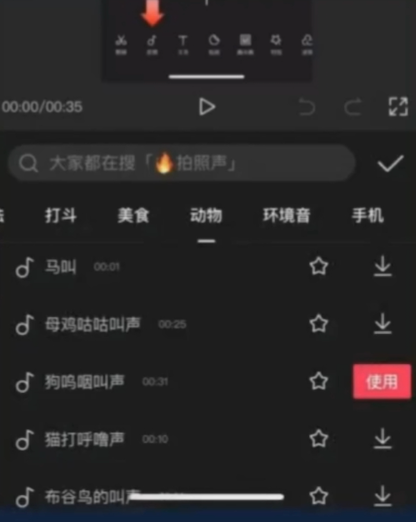 00:00/00:35
大家都在搜「🔥拍照声」
打斗 美食 动物 环境音 手机
马叫 00:01
母鸡咕咕叫声 00:25
狗呜咽叫声 00:31 使用
猫打呼噜声 00:10
布谷鸟的叫声